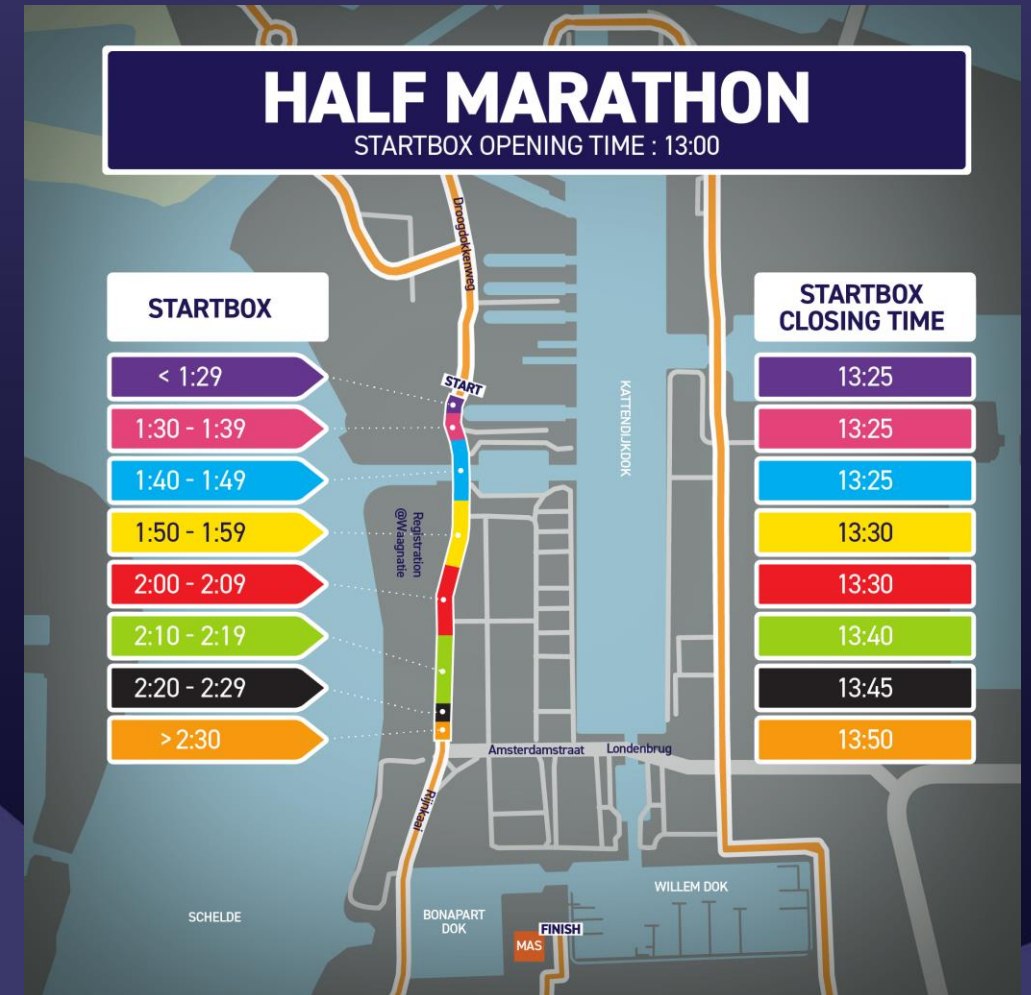 HALF MARATHON
STARTBOX OPENING TIME : 13:00
Droogdokkenweg
STARTBOX
STARTBOX
CLOSING TIME
< 1:29
START
13:25
1:30 - 1:39
13:25
KATTENDIJKDOK
1:40 - 1:49
13:25
Registration
@Waagnatie
1:50 - 1:59
13:30
2:00 - 2:09
13:30
2:10 - 2:19
13:40
2:20 - 2:29
13:45
> 2:30
13:50
Amsterdamstraat
Londenbrug
Rijnkaai
SCHELDE
BONAPART
DOK
WILLEM DOK
FINISH
MAS